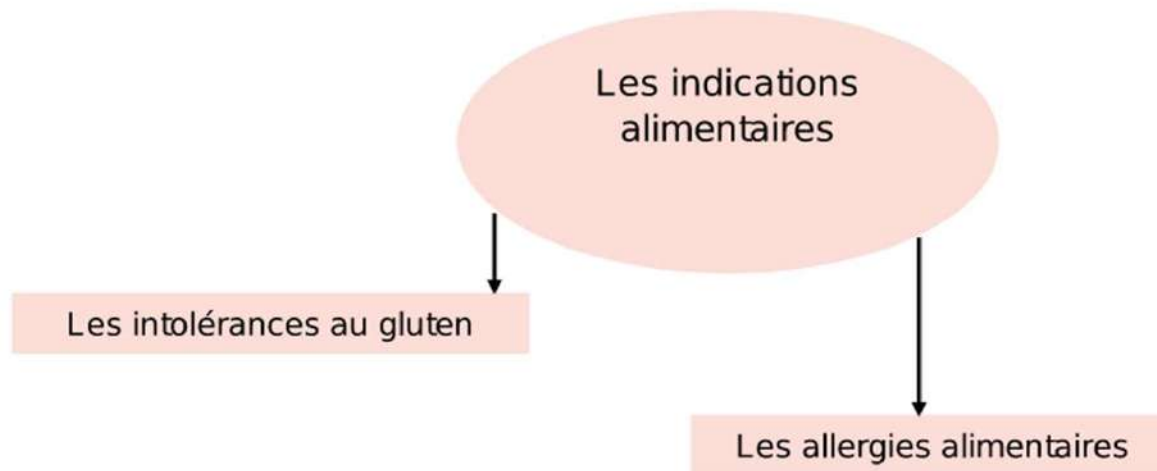 Les indications
alimentaires
Les intolérances au gluten
Les allergies alimentaires